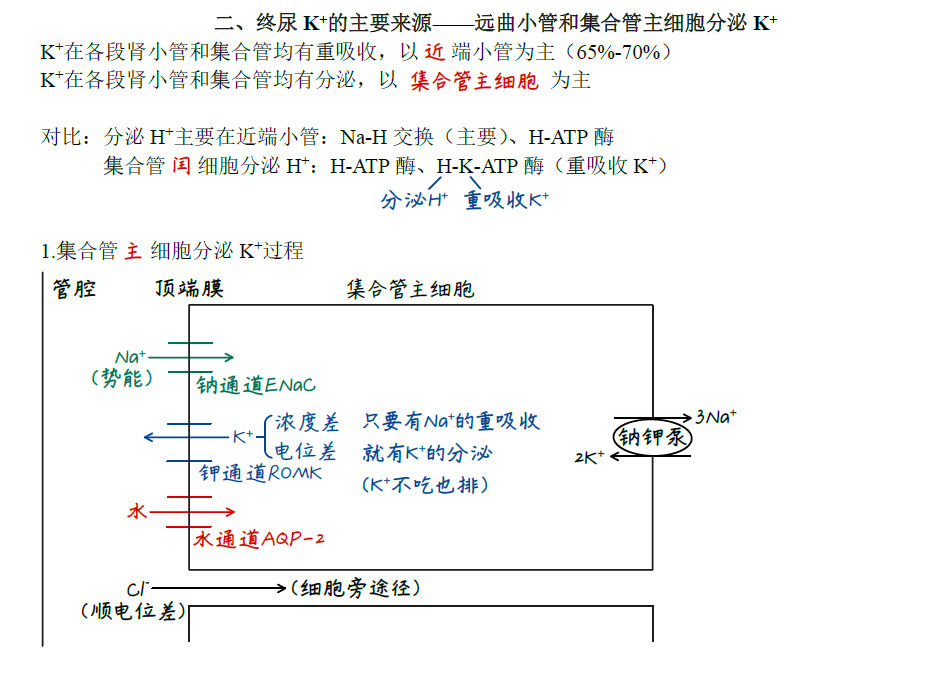 二、终尿 K⁺的主要来源——远曲小管和集合管主细胞分泌 K⁺
K⁺在各段肾小管和集合管均有重吸收，以 近 端小管为主（65%-70%）
K⁺在各段肾小管和集合管均有分泌，以 集合管主细胞 为主
对比：分泌 H⁺主要在近端小管：Na-H 交换（主要）、H-ATP 酶
集合管 闰 细胞分泌 H⁺：H-ATP 酶、H-K-ATP 酶（重吸收 K⁺）
分泌H⁺ 重吸收K⁺
1.集合管 主 细胞分泌 K⁺过程
管腔 顶端膜 集合管主细胞
Na⁺
(势能)
钠通道ENaC
K⁺ 浓度差 只要有Na⁺的重吸收
电位差 就有K⁺的分泌
钾通道ROMK (K⁺不吃也排)
3Na⁺
钠钾泵
2K⁺
水
水通道AQP-2
Cl⁻ (细胞旁途径)
(顺电位差)